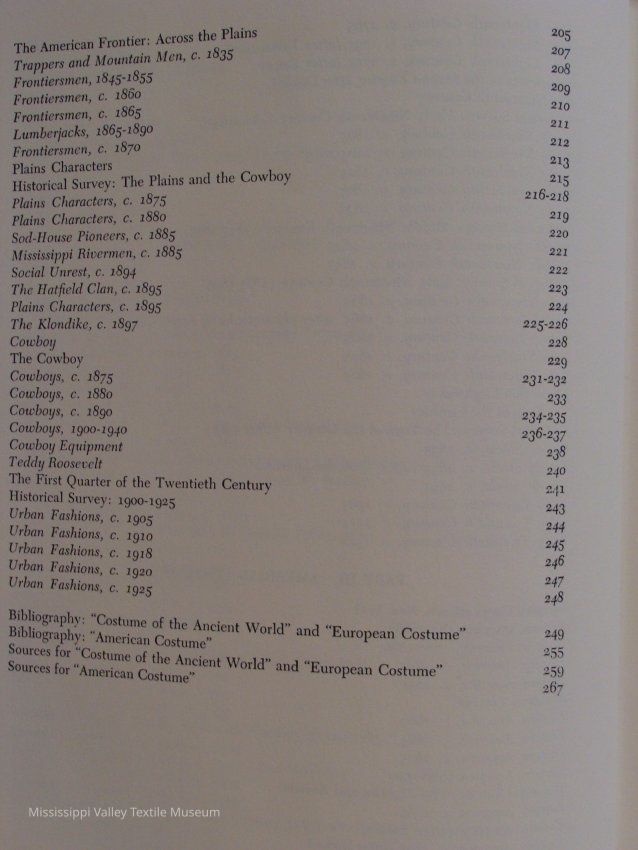 The American Frontier: Across the Plains 205
Trappers and Mountain Men, c. 1835 207
Frontiersmen, 1845-1855 208
Frontiersmen, c. 1860 209
Frontiersmen, c. 1865 210
Lumberjacks, 1865-1890 211
Frontiersmen, c. 1870 212
Plains Characters 213
Historical Survey: The Plains and the Cowboy 215
Plains Characters, c. 1875 216-218
Plains Characters, c. 1880 219
Sod-House Pioneers, c. 1885 220
Mississippi Rivermen, c. 1885 221
Social Unrest, c. 1894 222
The Hatfield Clan, c. 1895 223
Plains Characters, c. 1895 224
The Klondike, c. 1897 225-226
Cowboy 228
The Cowboy 229
Cowboys, c. 1875 231-232
Cowboys, c. 1880 233
Cowboys, c. 1890 234-235
Cowboys, 1900-1940 236-237
Cowboy Equipment 238
Teddy Roosevelt 240
The First Quarter of the Twentieth Century 241
Historical Survey: 1900-1925 243
Urban Fashions, c. 1905 244
Urban Fashions, c. 1910 245
Urban Fashions, c. 1918 246
Urban Fashions, c. 1920 247
Urban Fashions, c. 1925 248
Bibliography: "Costume of the Ancient World" and "European Costume" 249
Bibliography: "American Costume" 255
Sources for "Costume of the Ancient World" and "European Costume" 259
Sources for "American Costume" 267
Mississippi Valley Textile Museum